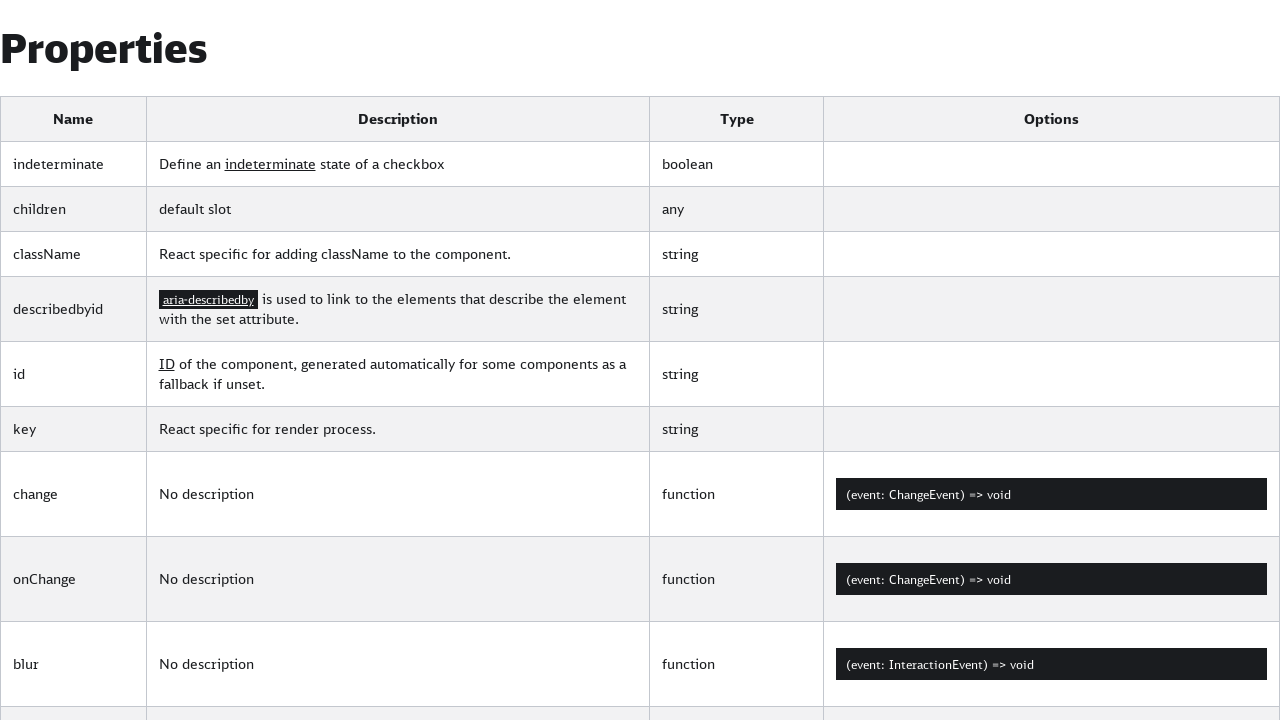 Properties
Name Description Type Options
indeterminate Define an indeterminate state of a checkbox boolean
children default slot any
className React specific for adding className to the component. string
describedbyid aria-describedby is used to link to the elements that describe the element with the set attribute. string
id ID of the component, generated automatically for some components as a fallback if unset. string
key React specific for render process. string
change No description function (event: ChangeEvent) => void
onChange No description function (event: ChangeEvent) => void
blur No description function (event: InteractionEvent) => void